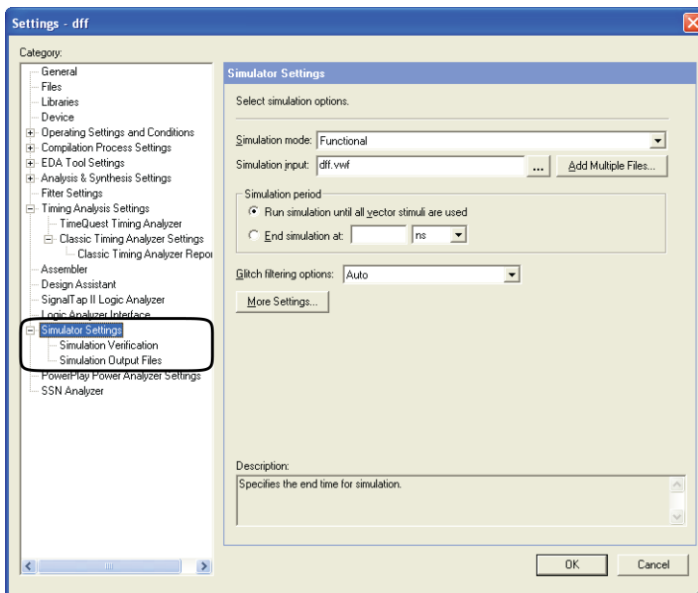 Settings - dff
Category:
General
Files
Libraries
Device
Operating Settings and Conditions
Compilation Process Settings
EDA Tool Settings
Analysis & Synthesis Settings
Fitter Settings
Timing Analysis Settings
TimeQuest Timing Analyzer
Classic Timing Analyzer Settings
Classic Timing Analyzer Repor
Assembler
Design Assistant
SignalTap II Logic Analyzer
Logic Analyzer Interface
Simulator Settings
Simulation Verification
Simulation Output Files
PowerPlay Power Analyzer Settings
SSN Analyzer
Simulator Settings
Select simulation options.
Simulation mode: Functional
Simulation input: dff.vwf ... Add Multiple Files...
Simulation period
Run simulation until all vector stimuli are used
End simulation at: ns
Glitch filtering options: Auto
More Settings...
Description:
Specifies the end time for simulation.
OK Cancel